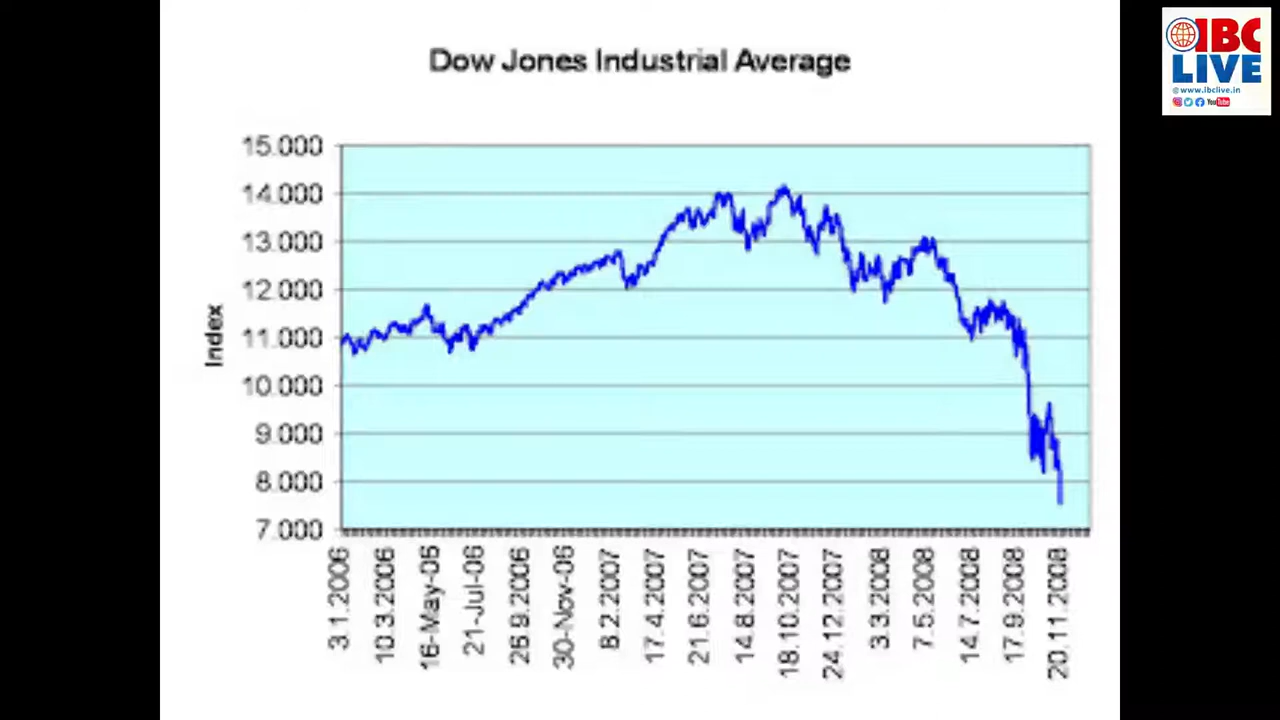 IBC
LIVE
@www.ibclive.in
YouTube
Dow Jones Industrial Average
15.000
14.000
13.000
12.000
11.000
10.000
9.000
8.000
7.000
Index
3.1.2006
10.3.2006
16-May-06
21-Jul-06
26.9.2006
30-Nov-06
8.2.2007
17.4.2007
21.6.2007
14.8.2007
18.10.2007
24.12.2007
3.3.2008
7.5.2008
14.7.2008
17.9.2008
20.11.2008